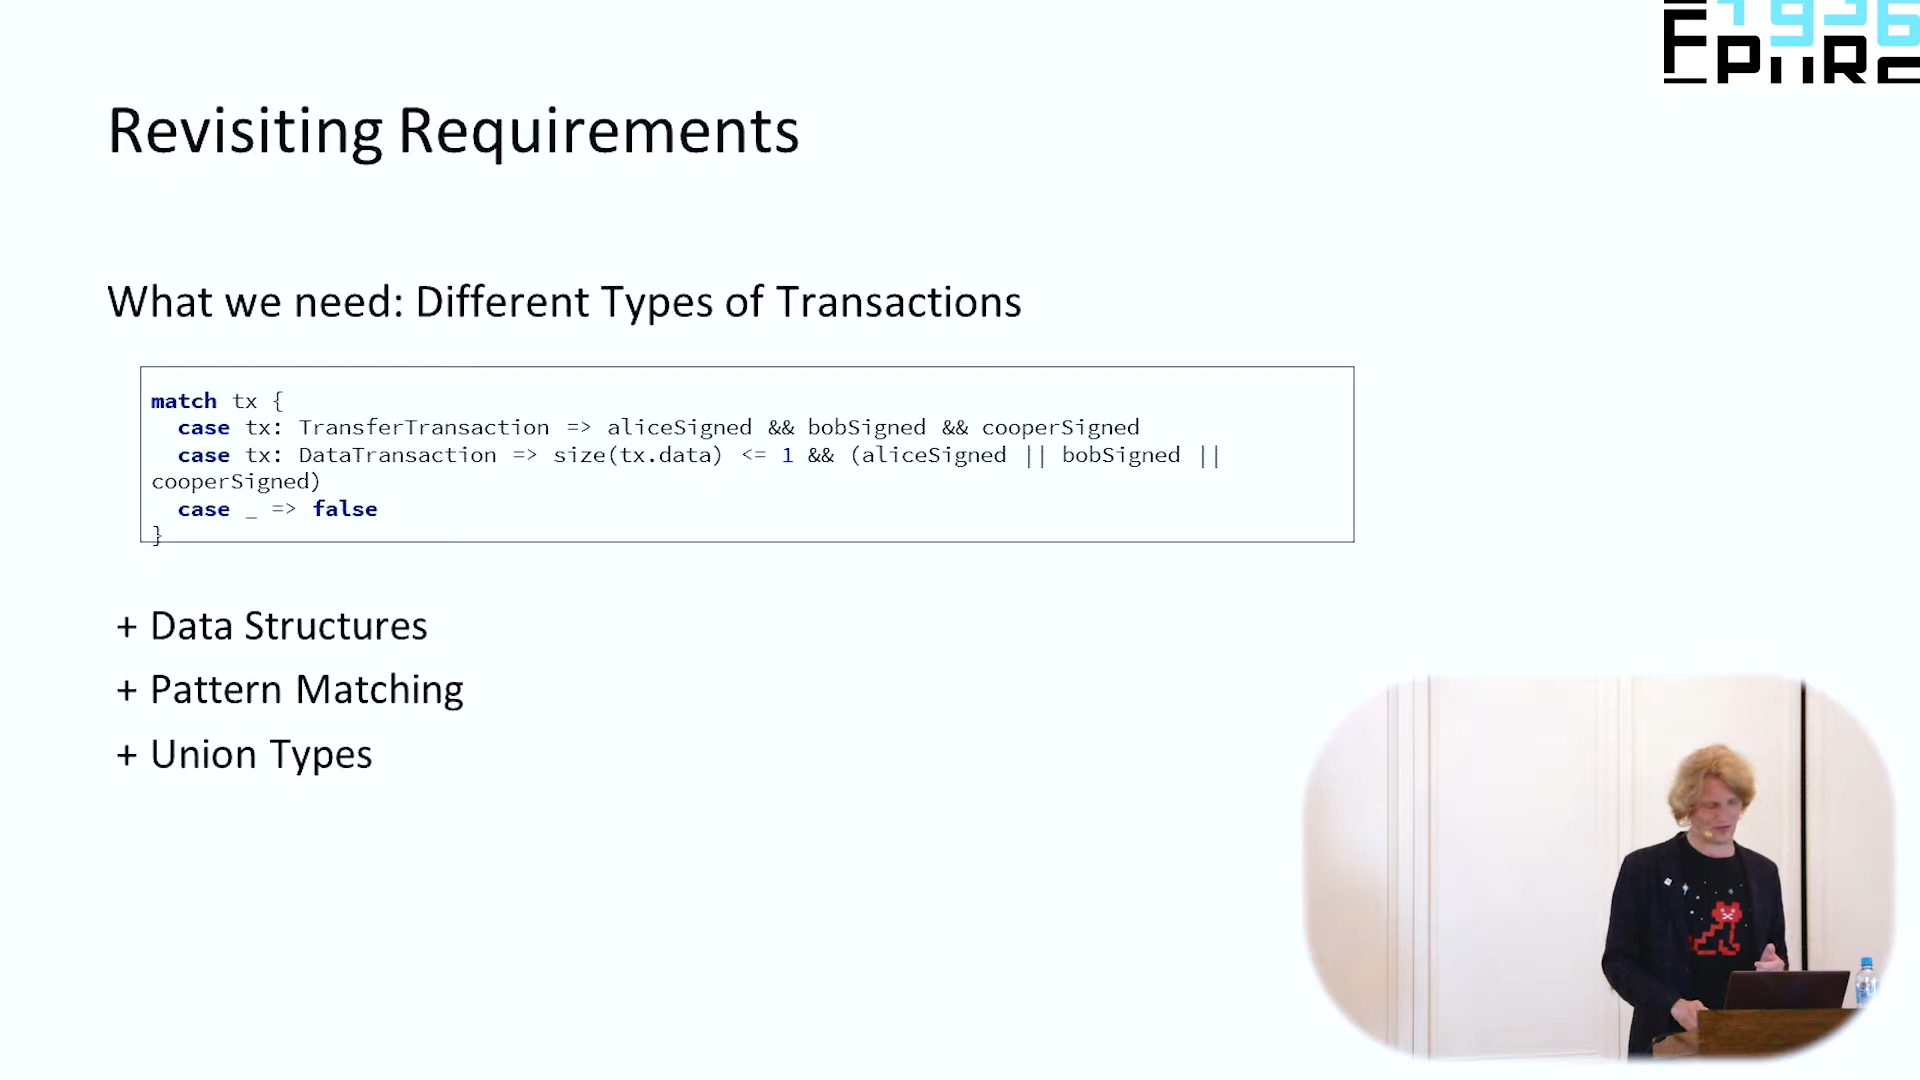 1936
Revisiting Requirements
What we need: Different Types of Transactions
match tx {
case tx: TransferTransaction => aliceSigned && bobSigned && cooperSigned
case tx: DataTransaction => size(tx.data) <= 1 && (aliceSigned || bobSigned ||
cooperSigned)
case _ => false
}
+ Data Structures
+ Pattern Matching
+ Union Types